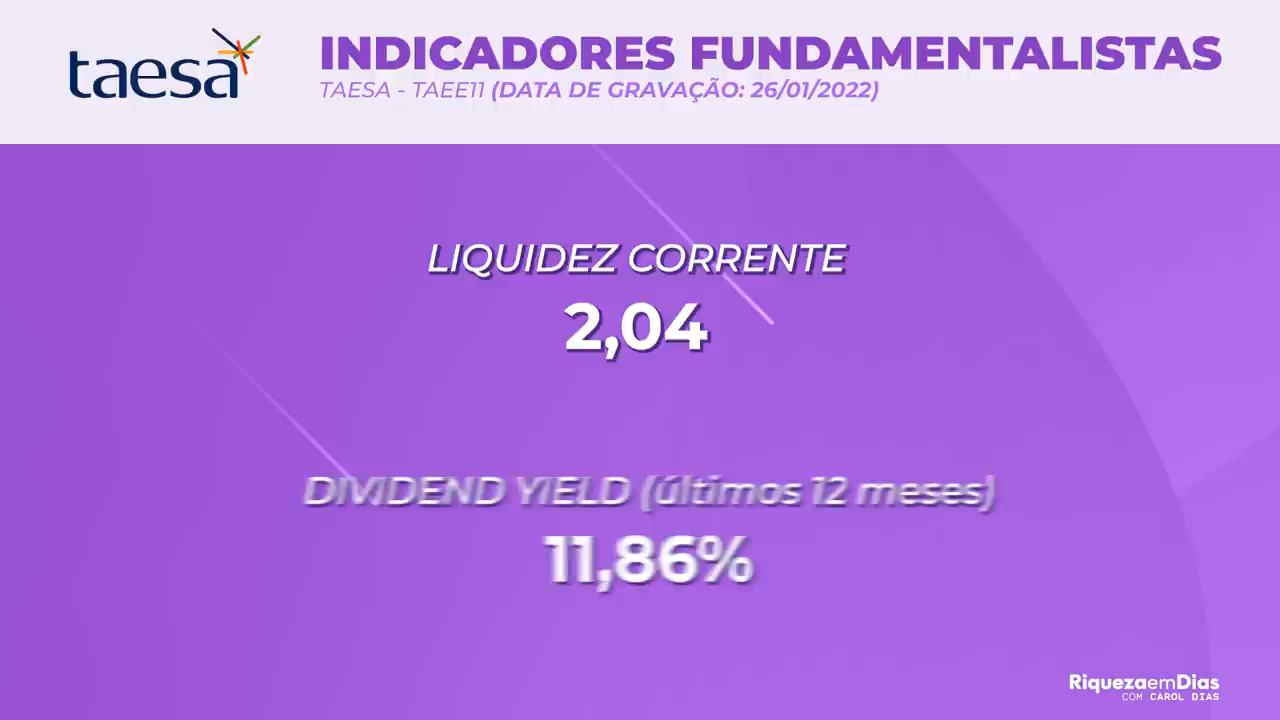 taesa
INDICADORES FUNDAMENTALISTAS
TAESA - TAEE11 (DATA DE GRAVAÇÃO: 26/01/2022)
LIQUIDEZ CORRENTE
2,04
DIVIDEND YIELD (últimos 12 meses)
11,86%
RiquezaemDias
COM CAROL DIAS